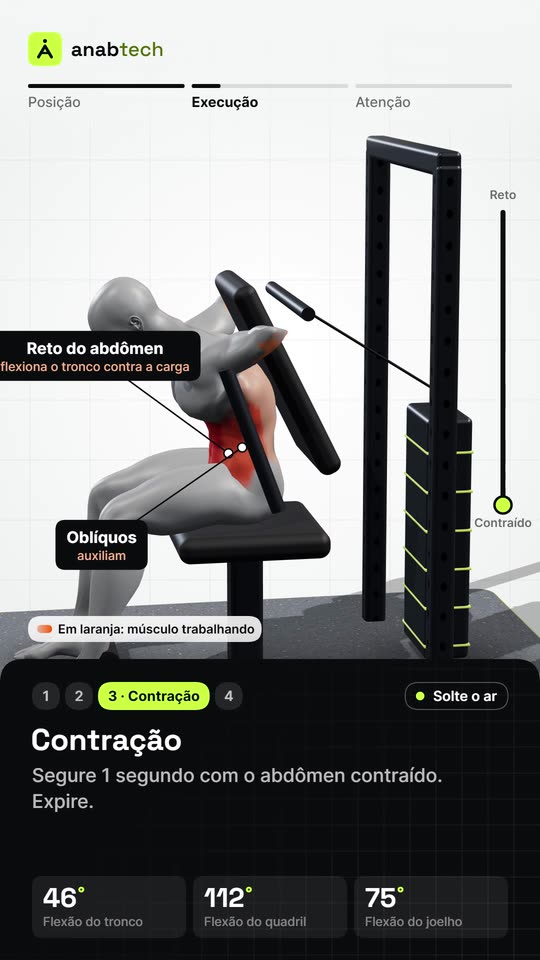 anabtech
Posição
Execução
Atenção
Reto
Reto do abdômen
flexiona o tronco contra a carga
Contraído
Oblíquos
auxiliam
Em laranja: músculo trabalhando
1
2
3 · Contração
4
Solte o ar
Contração
Segure 1 segundo com o abdômen contraído.
Expire.
46°
Flexão do tronco
112°
Flexão do quadril
75°
Flexão do joelho